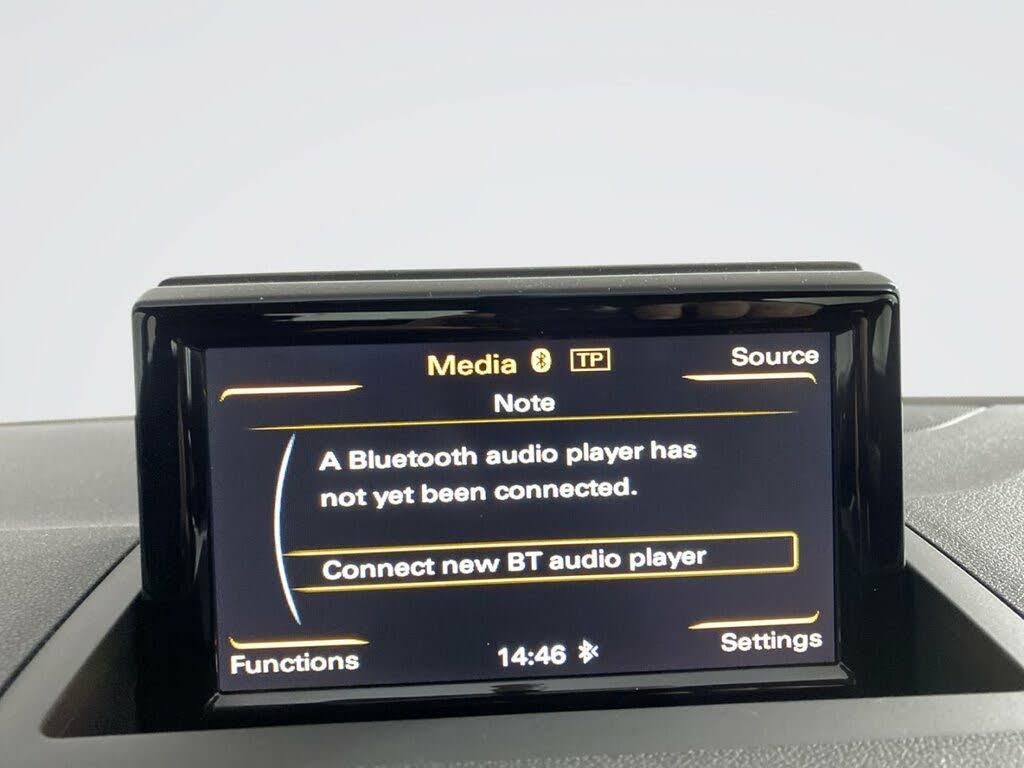 Media TP
Source
Note
A Bluetooth audio player has
not yet been connected.
Connect new BT audio player
Functions
14:46
Settings